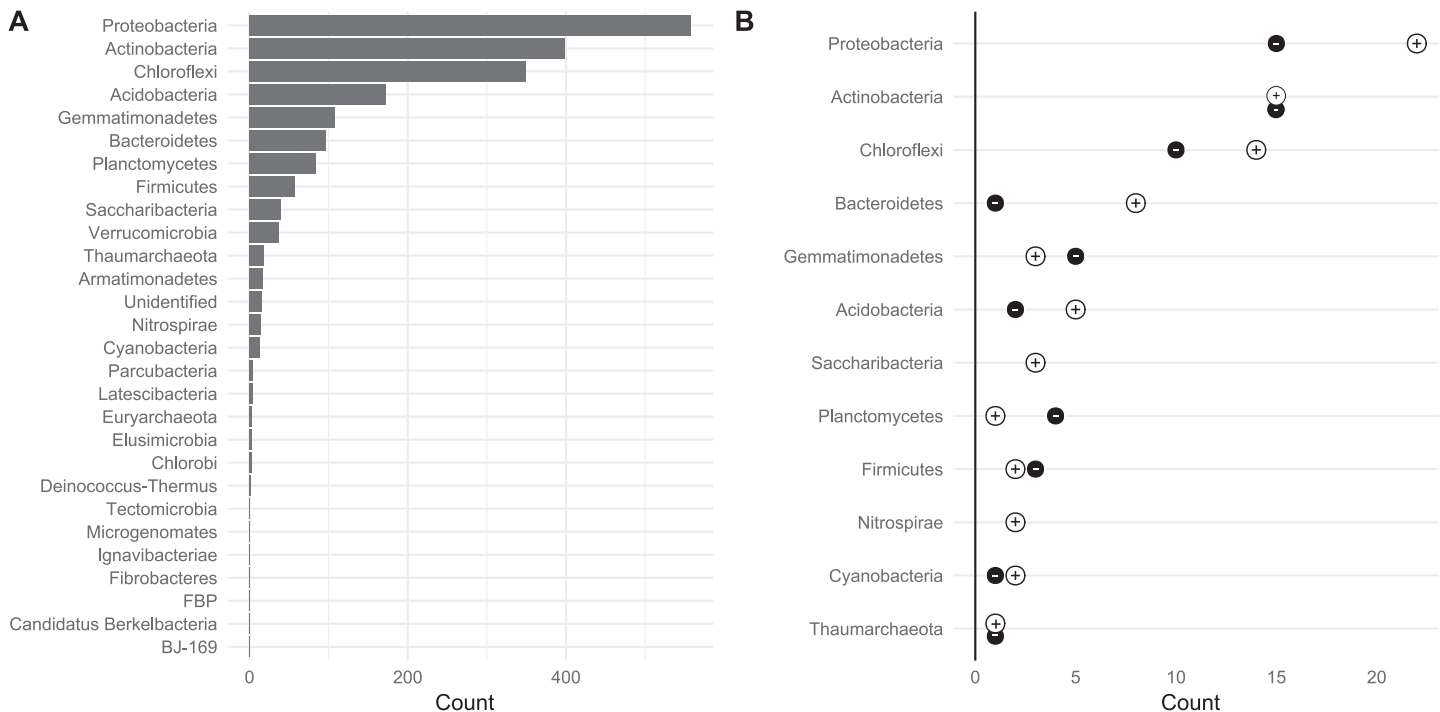 A
Proteobacteria
Actinobacteria
Chloroflexi
Acidobacteria
Gemmatimonadetes
Bacteroidetes
Planctomycetes
Firmicutes
Saccharibacteria
Verrucomicrobia
Thaumarchaeota
Armatimonadetes
Unidentified
Nitrospirae
Cyanobacteria
Parcubacteria
Latescibacteria
Euryarchaeota
Elusimicrobia
Chlorobi
Deinococcus-Thermus
Tectomicrobia
Microgenomates
Ignavibacteriae
Fibrobacteres
FBP
Candidatus Berkelbacteria
BJ-169
0 200 400
Count
B
Proteobacteria - +
Actinobacteria + -
Chloroflexi - +
Bacteroidetes - +
Gemmatimonadetes + -
Acidobacteria - +
Saccharibacteria +
Planctomycetes + -
Firmicutes + -
Nitrospirae +
Cyanobacteria - +
Thaumarchaeota + -
0 5 10 15 20
Count